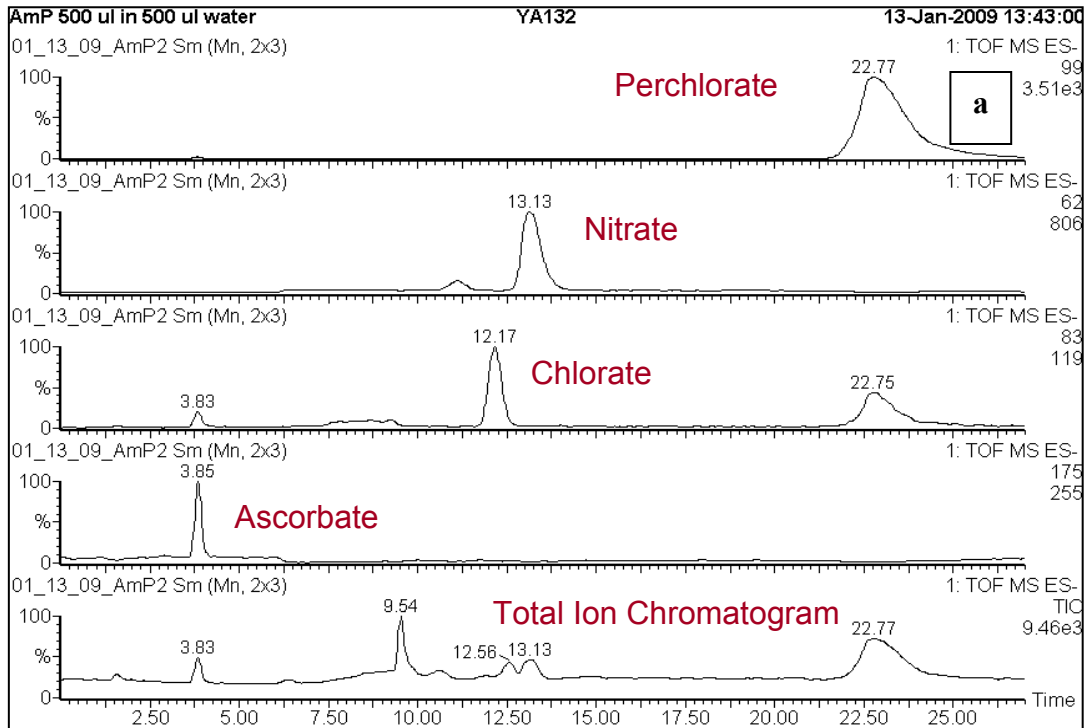 AmP 500 ul in 500 ul water YA132 13-Jan-2009 13:43:00
01_13_09_AmP2 Sm (Mn, 2x3) 1: TOF MS ES-
99
3.51e3
100
%
0
22.77
Perchlorate
a
01_13_09_AmP2 Sm (Mn, 2x3) 1: TOF MS ES-
62
806
100
%
0
13.13
Nitrate
01_13_09_AmP2 Sm (Mn, 2x3) 1: TOF MS ES-
83
119
100
%
0
3.83
12.17
Chlorate
22.75
01_13_09_AmP2 Sm (Mn, 2x3) 1: TOF MS ES-
175
255
100
%
0
3.85
Ascorbate
01_13_09_AmP2 Sm (Mn, 2x3) 1: TOF MS ES-
TIC
9.46e3
100
%
0
3.83
9.54
12.56
13.13
Total Ion Chromatogram
22.77
Time
2.50 5.00 7.50 10.00 12.50 15.00 17.50 20.00 22.50 25.00